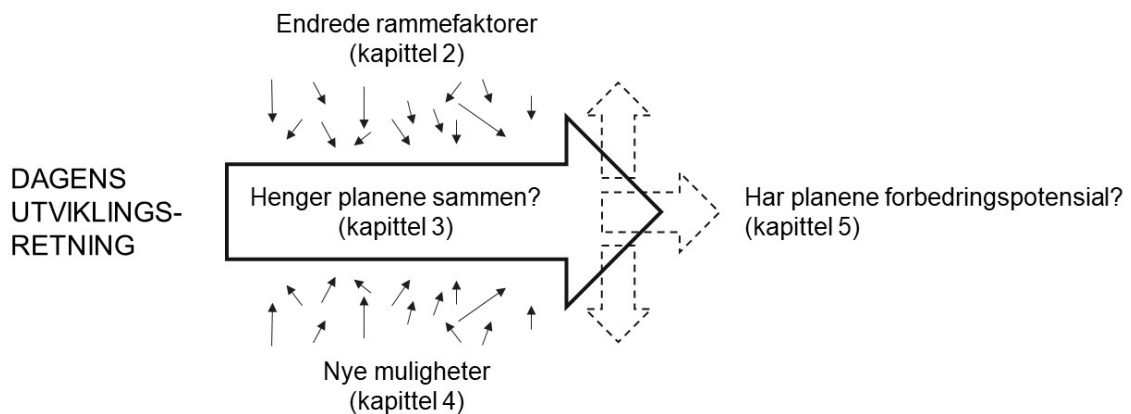 Endrede rammefaktorer
(kapittel 2)
DAGENS
UTVIKLINGS-
RETNING
Henger planene sammen?
(kapittel 3)
Har planene forbedringspotensial?
(kapittel 5)
Nye muligheter
(kapittel 4)